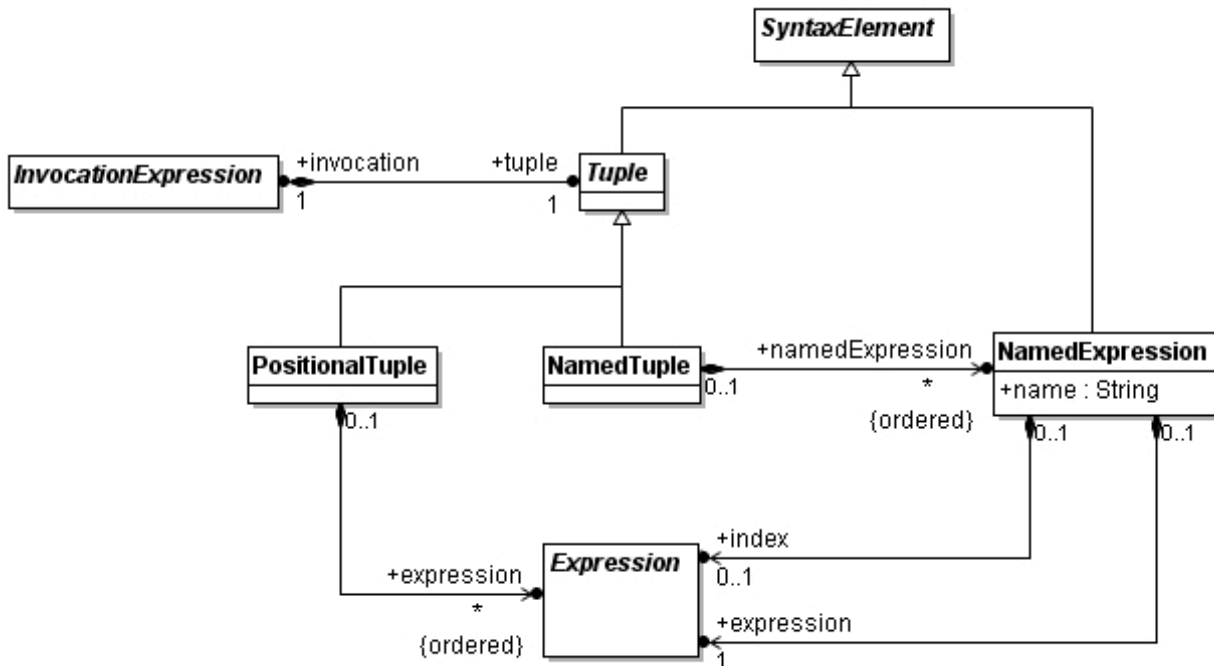 SyntaxElement
InvocationExpression
+invocation
1
+tuple
1
Tuple
PositionalTuple
0..1
NamedTuple
0..1
+namedExpression
*
{ordered}
NamedExpression
+name : String
0..1
0..1
+expression
*
{ordered}
Expression
+index
0..1
+expression
1